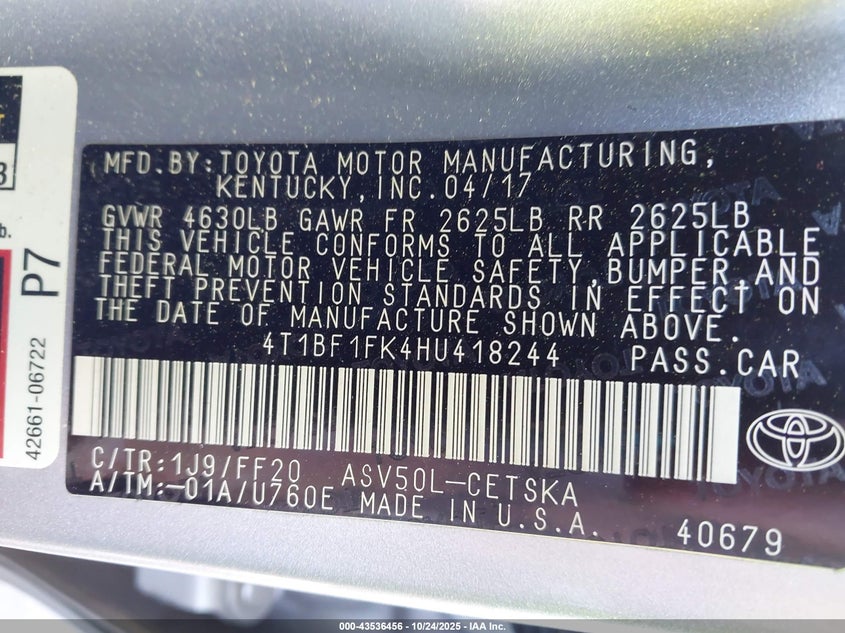 MFD.BY:TOYOTA MOTOR MANUFACTURING,
KENTUCKY,INC.04/17
GVWR 4630LB GAWR FR 2625LB RR 2625LB
THIS VEHICLE CONFORMS TO ALL APPLICABLE
FEDERAL MOTOR VEHICLE SAFETY,BUMPER,AND
THEFT PREVENTION STANDARDS IN EFFECT ON
THE DATE OF MANUFACTURE SHOWN ABOVE.
4T1BF1FK4HU418244 PASS.CAR
C/TR:1J9/FF20 ASV50L-CETSKA
A/TM:-01A/U760E MADE IN U.S.A.
40679
P7
42661-06722
000-43536456 - 10/24/2025 - IAA Inc.